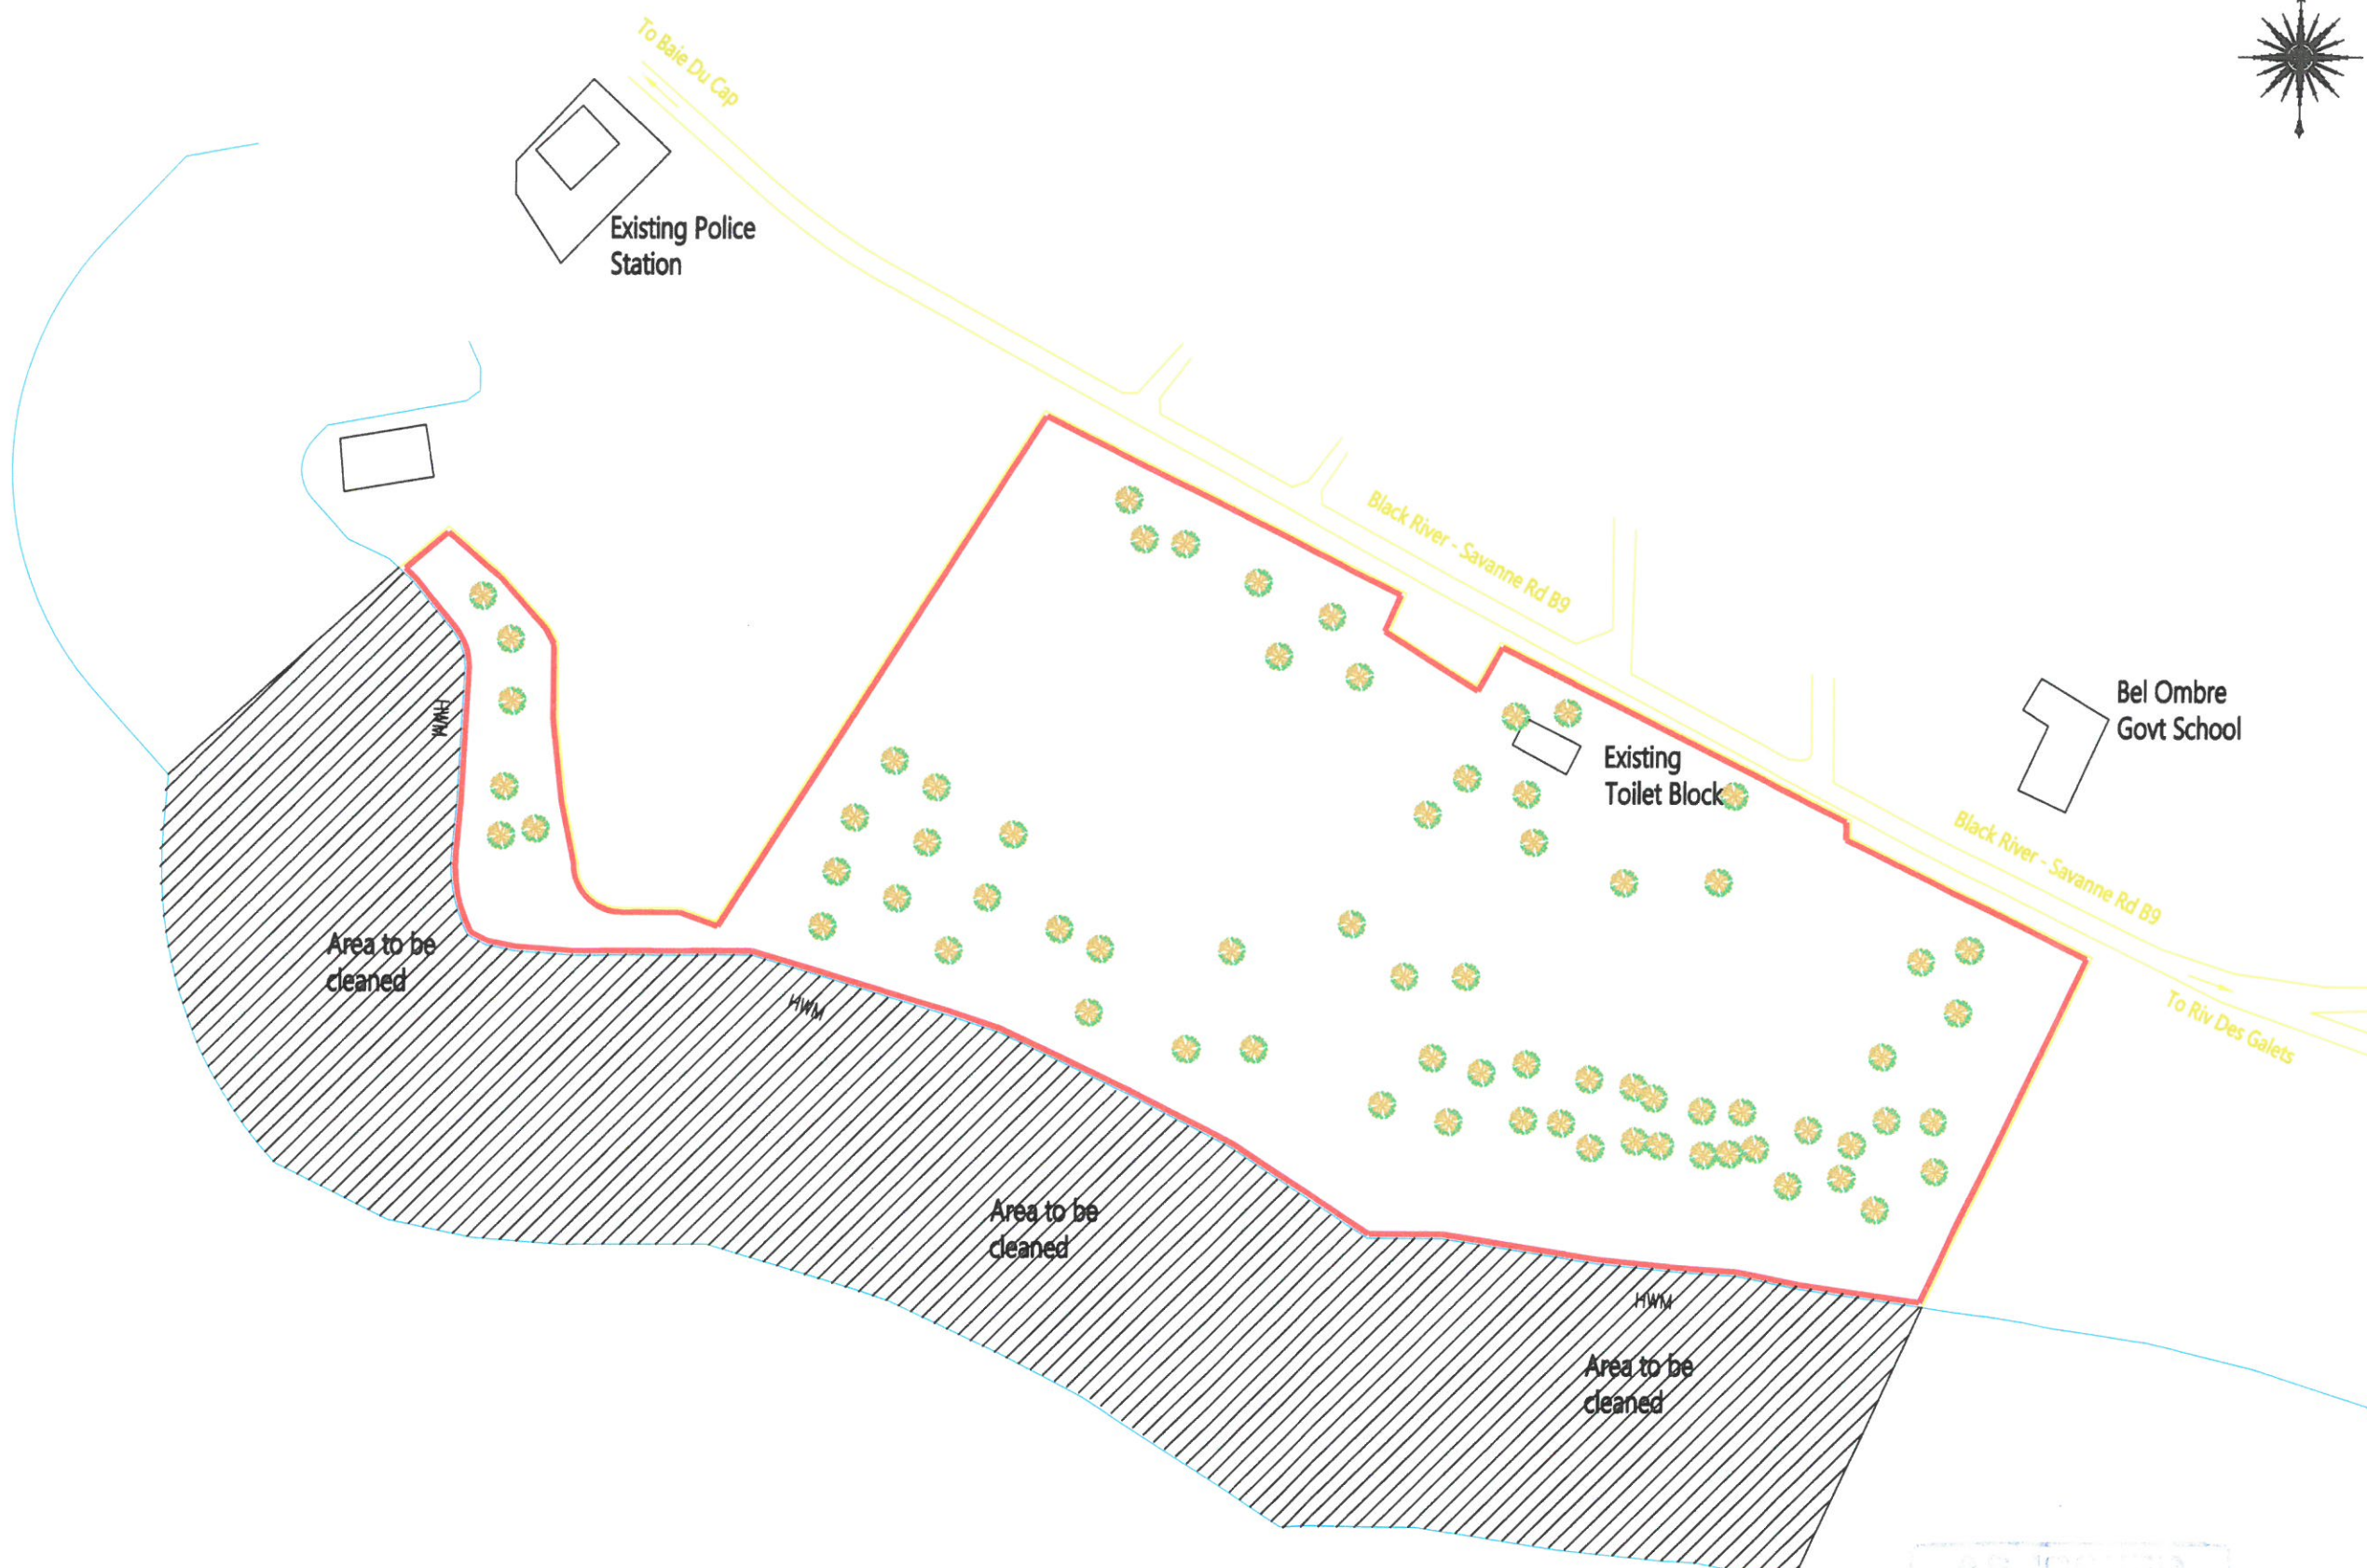 To Baie Du Cap
Existing Police
Station
Black River - Savanne Rd B9
Bel Ombre
Govt School
Existing
Toilet Block
Black River - Savanne Rd B9
To Riv Des Galets
HWM
Area to be
cleaned
HWM
Area to be
cleaned
HWM
Area to be
cleaned